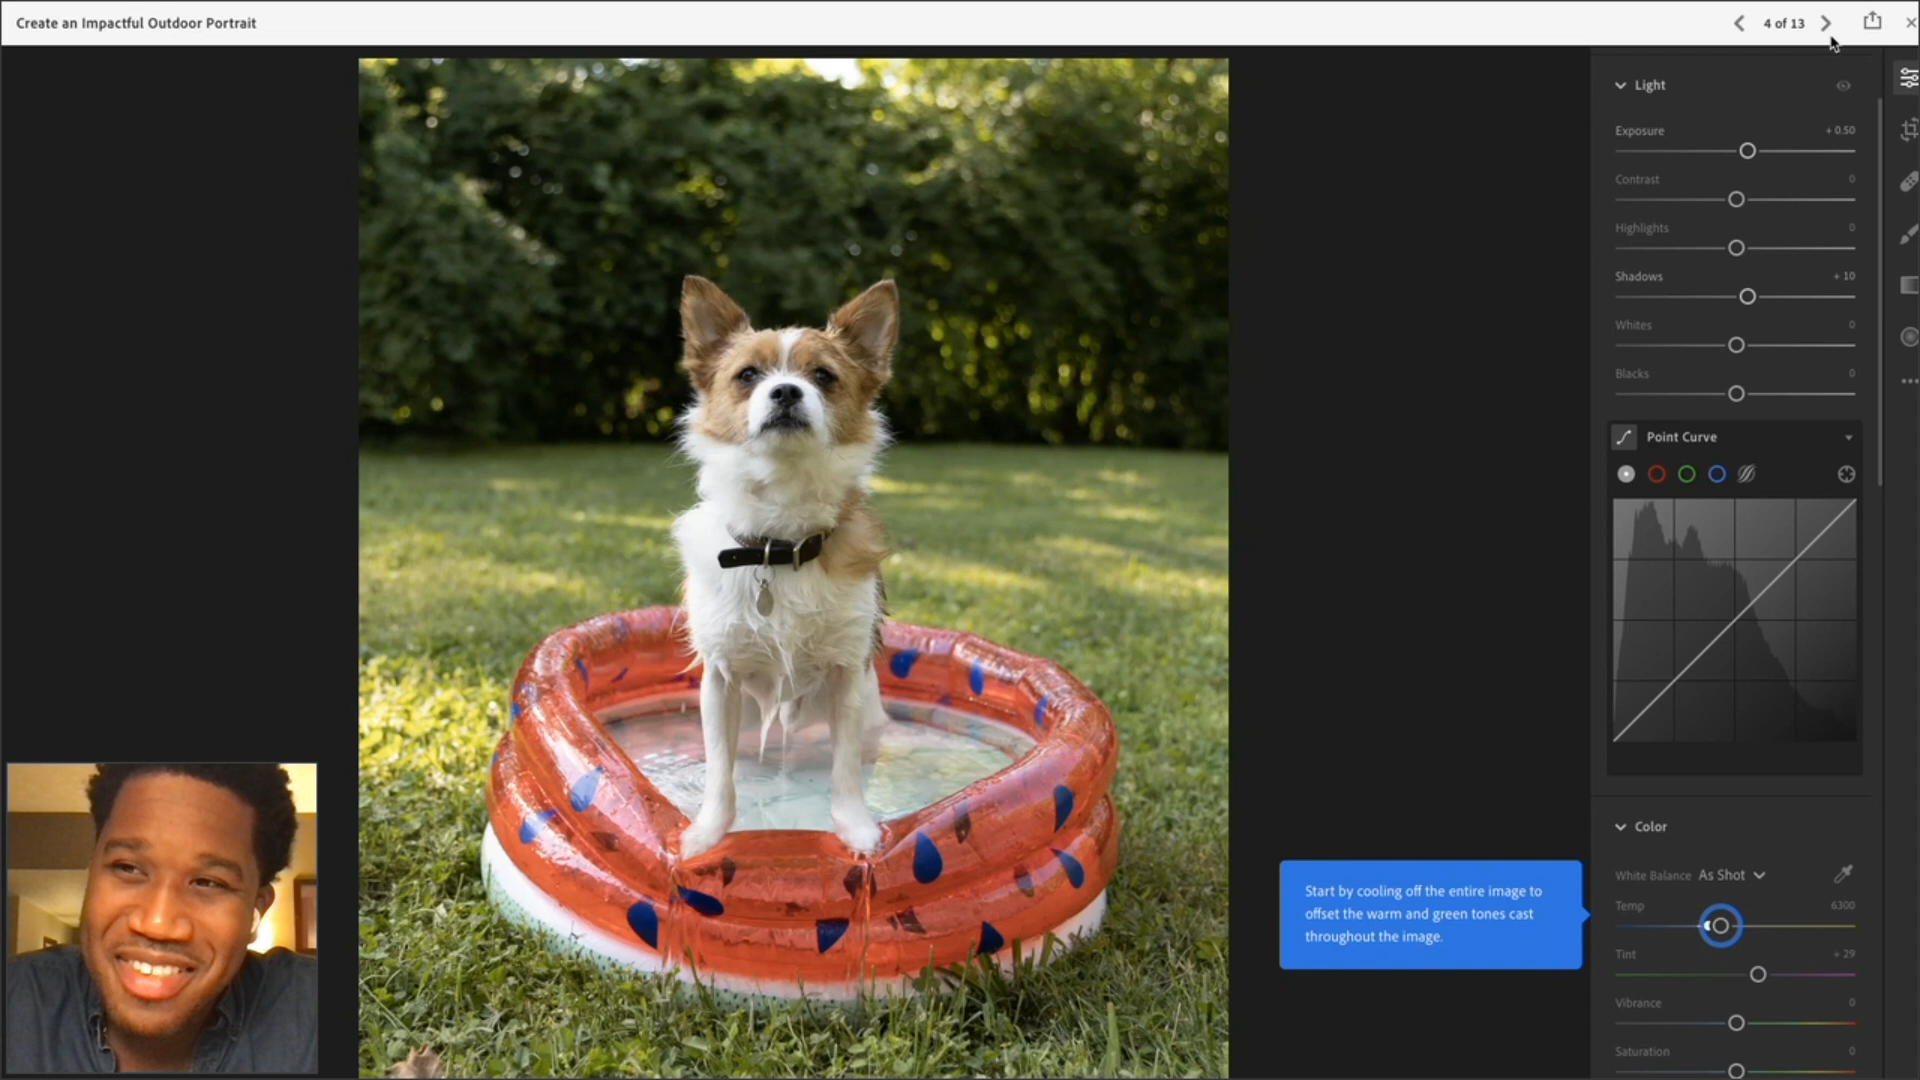 Create an Impactful Outdoor Portrait
4 of 13
Light
Exposure + 0.50
Contrast 0
Highlights 0
Shadows + 10
Whites 0
Blacks 0
Point Curve
Color
White Balance As Shot
Temp 6300
Tint + 29
Vibrance 0
Saturation 0
Start by cooling off the entire image to
offset the warm and green tones cast
throughout the image.